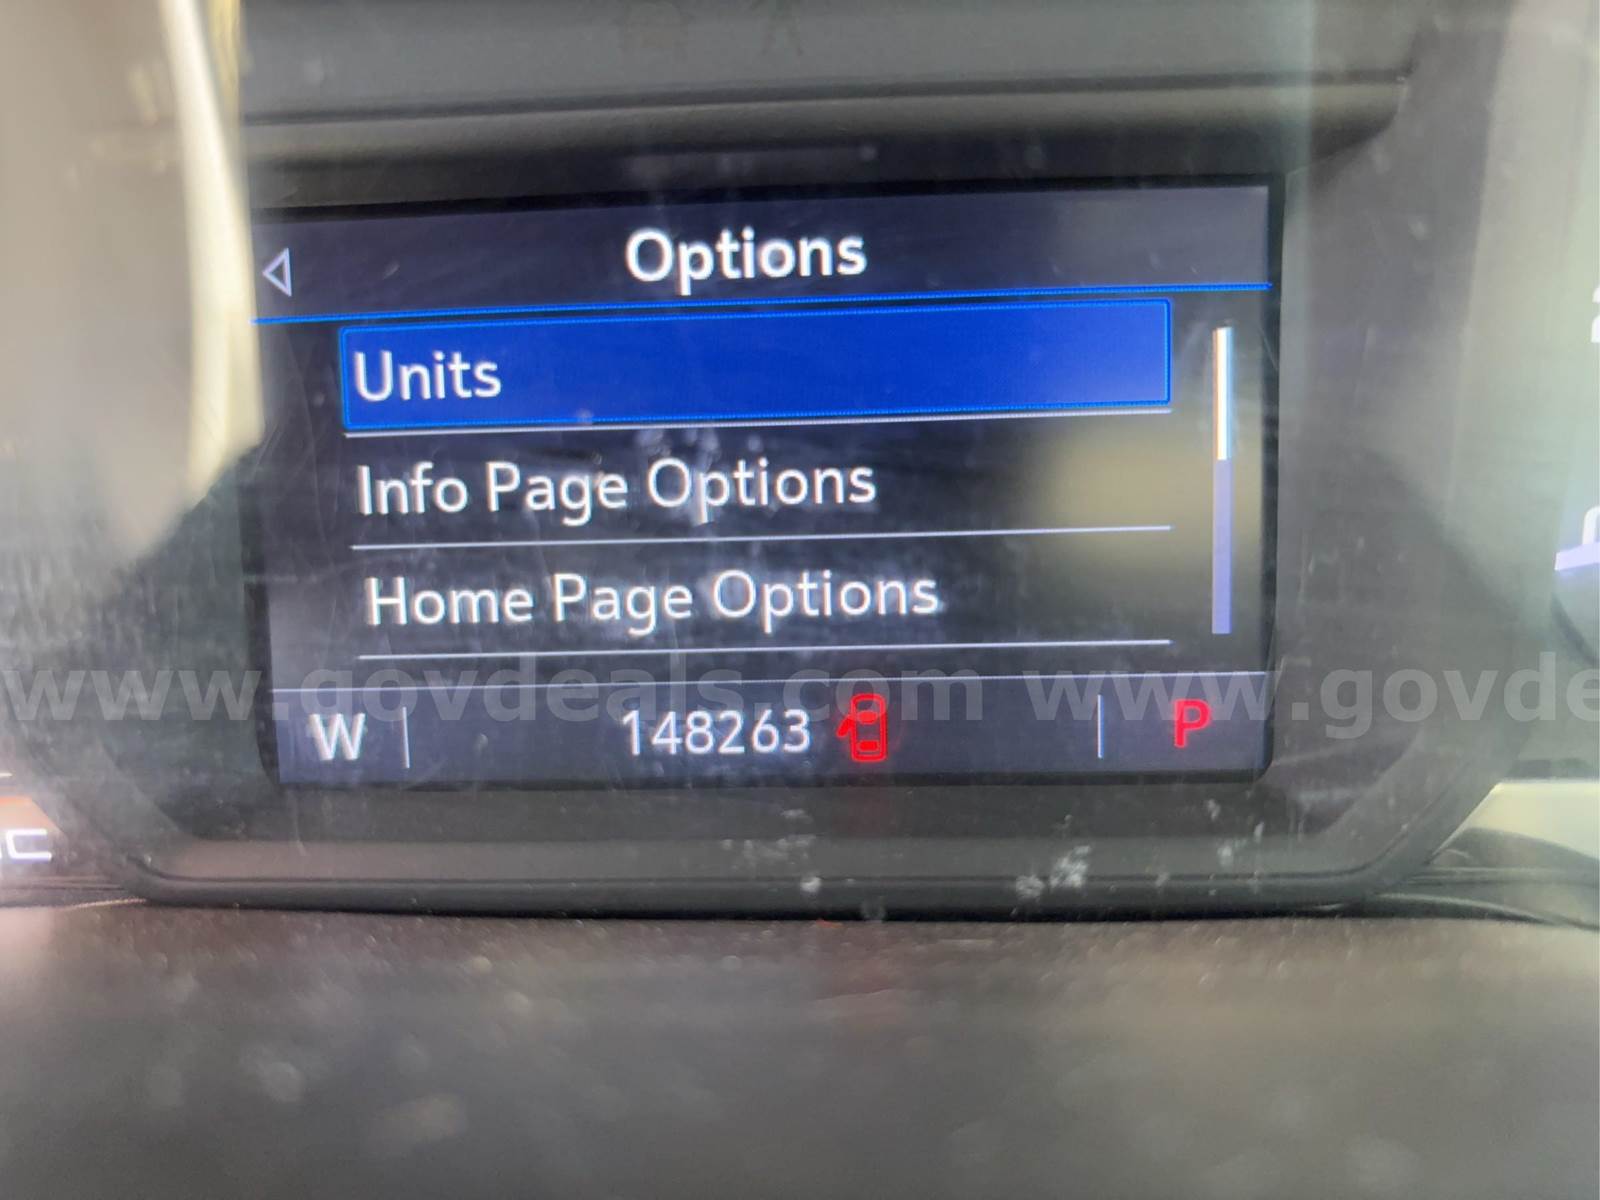 Options
Units
Info Page Options
Home Page Options
www.govdeals.com www.govde
W 148263 P